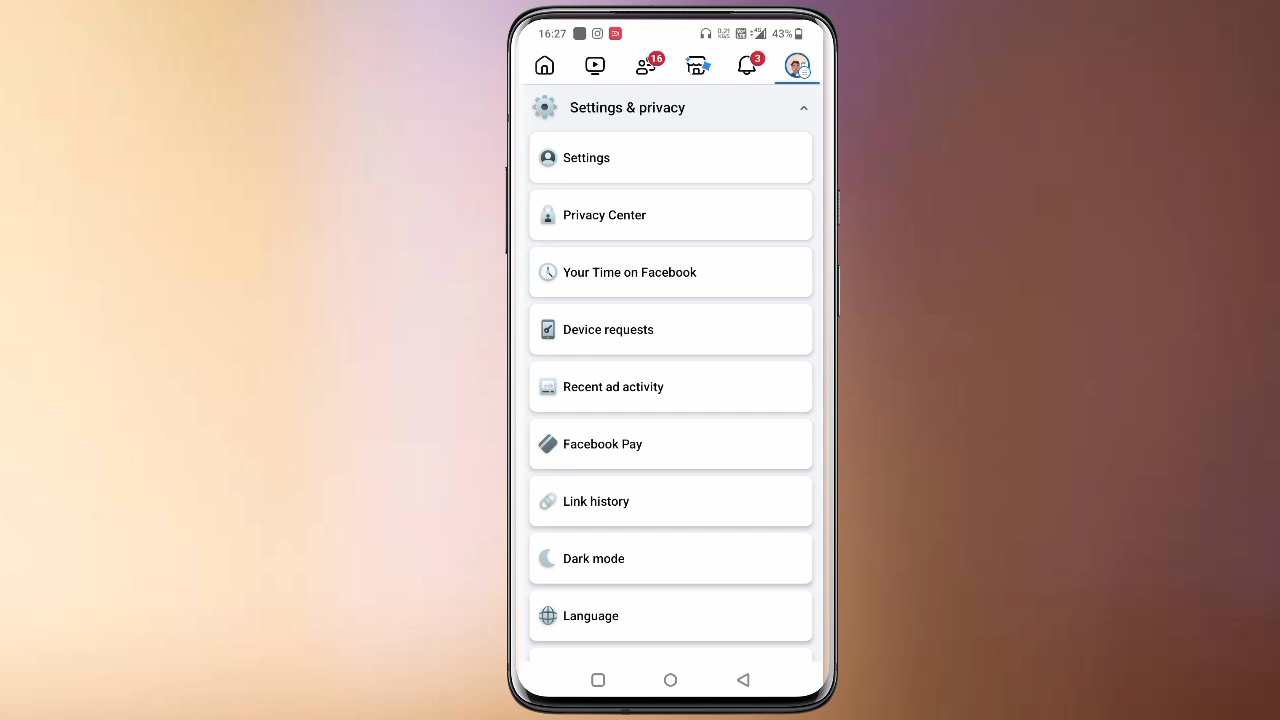 16:27
43%
16
3
Settings & privacy
Settings
Privacy Center
Your Time on Facebook
Device requests
Recent ad activity
Facebook Pay
Link history
Dark mode
Language